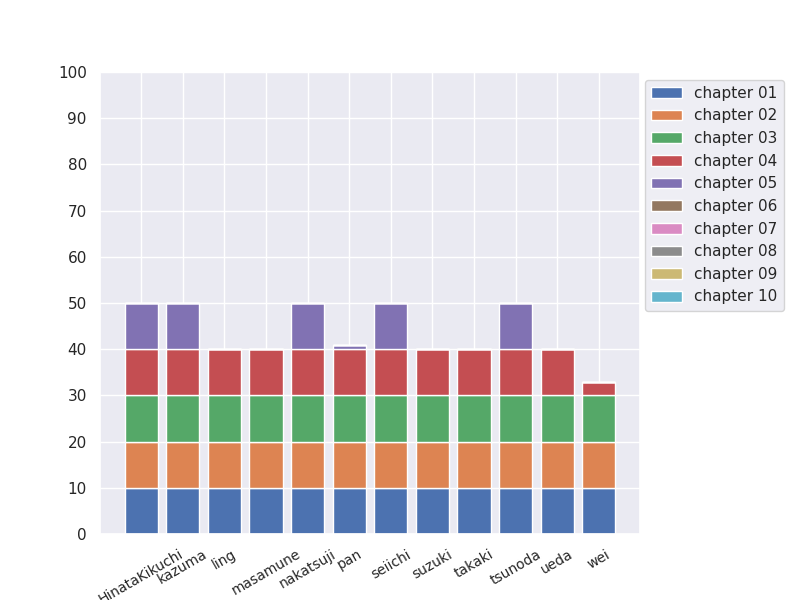 100
90
80
70
60
50
40
30
20
10
0
HinataKikuchi
kazuma
ling
masamune
nakatsuji
pan
seiichi
suzuki
takaki
tsunoda
ueda
wei
chapter 01
chapter 02
chapter 03
chapter 04
chapter 05
chapter 06
chapter 07
chapter 08
chapter 09
chapter 10